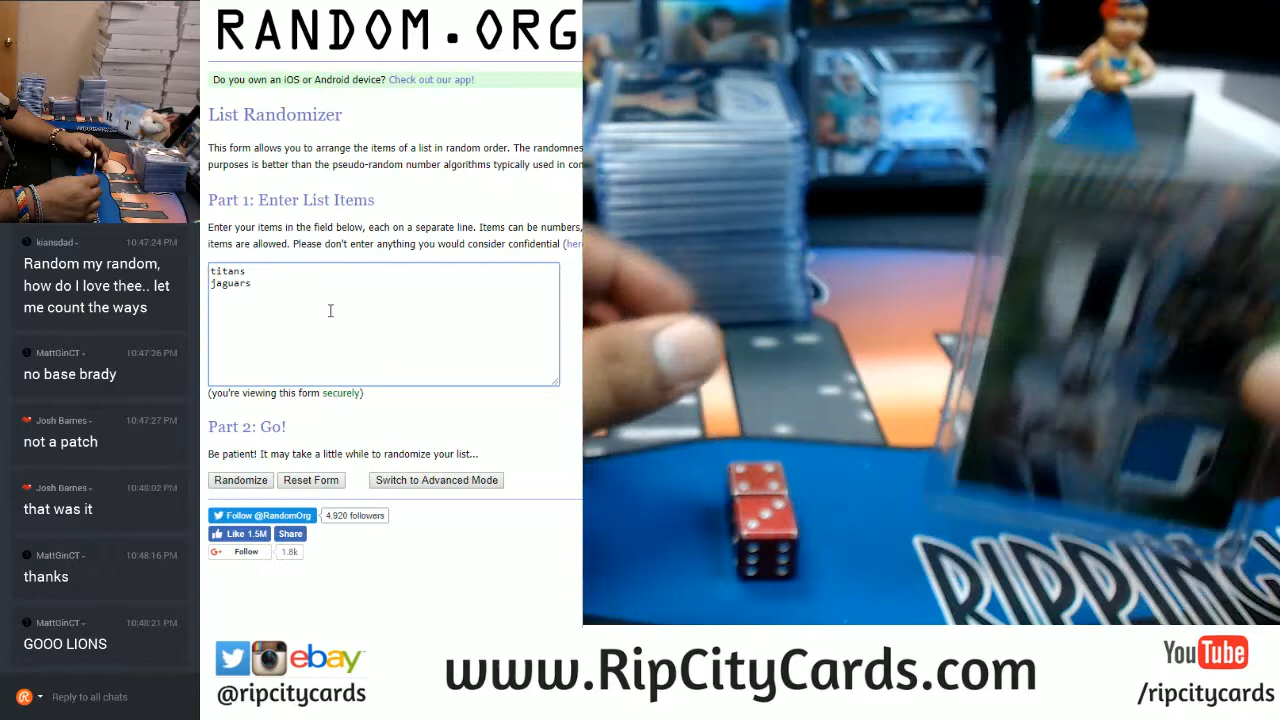 RANDOM.ORG
Do you own an iOS or Android device? Check out our app!
List Randomizer
This form allows you to arrange the items of a list in random order. The randomnes
purposes is better than the pseudo-random number algorithms typically used in con
Part 1: Enter List Items
Enter your items in the field below, each on a separate line. Items can be numbers,
items are allowed. Please don't enter anything you would consider confidential (her
titans
jaguars
(you're viewing this form securely)
Part 2: Go!
Be patient! It may take a little while to randomize your list...
Randomize Reset Form Switch to Advanced Mode
Follow @RandomOrg 4,920 followers
Like 1.5M Share
G+ Follow 1.8k
kiansdad 10:47:24 PM
Random my random,
how do I love thee.. let
me count the ways
MattGinCT 10:47:26 PM
no base brady
Josh Barnes 10:47:27 PM
not a patch
Josh Barnes 10:48:02 PM
that was it
MattGinCT 10:48:16 PM
thanks
MattGinCT 10:48:21 PM
GOOO LIONS
Reply to all chats
RIPPING
ebay
@ripcitycards
www.RipCityCards.com
YouTube
/ripcitycards